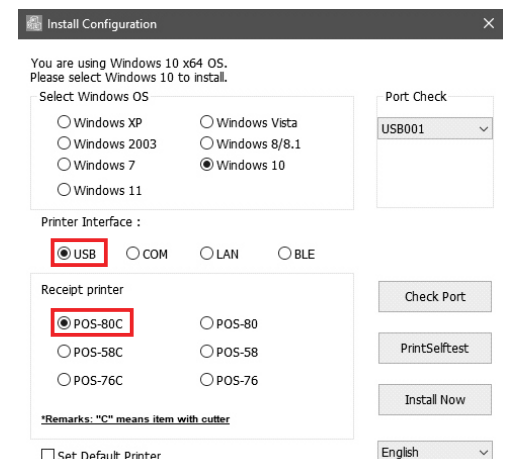 Install Configuration
You are using Windows 10 x64 OS.
Please select Windows 10 to install.
Select Windows OS
Windows XP
Windows Vista
Windows 2003
Windows 8/8.1
Windows 7
Windows 10
Windows 11
Port Check
USB001
Printer Interface :
USB
COM
LAN
BLE
Receipt printer
POS-80C
POS-80
POS-58C
POS-58
POS-76C
POS-76
*Remarks: "C" means item with cutter
Check Port
PrintSelftest
Install Now
Set Default Printer
English